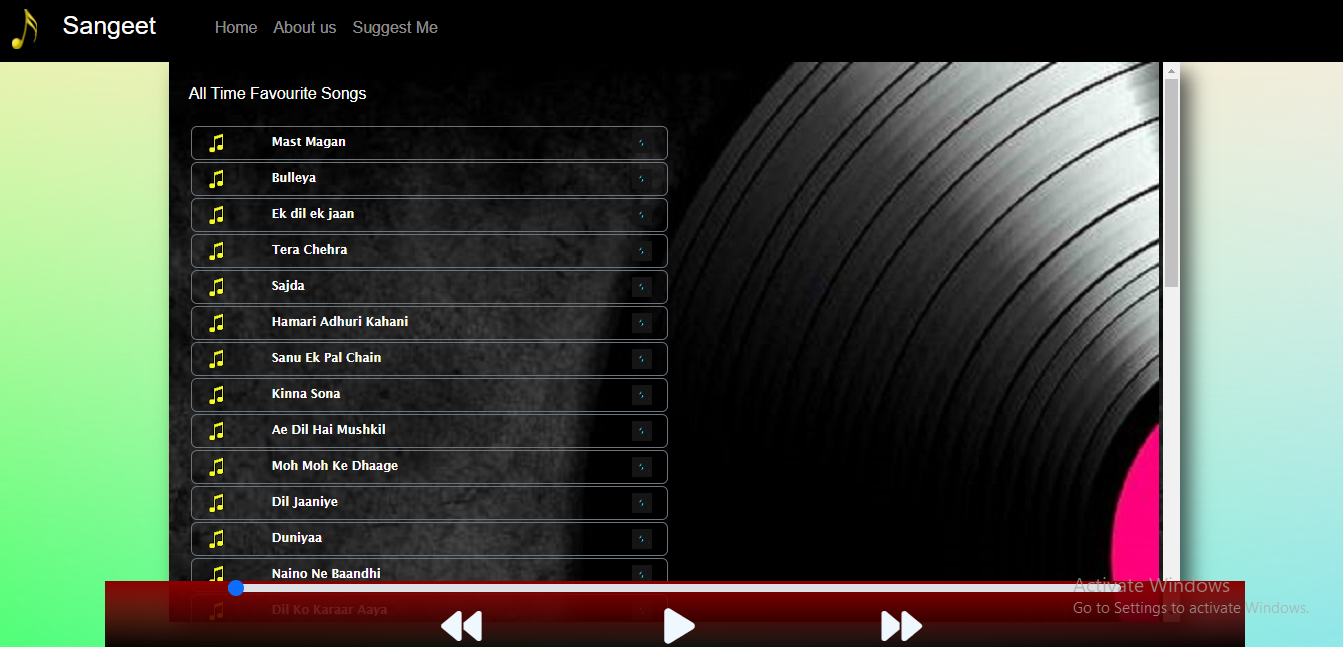 Sangeet
Home About us Suggest Me
All Time Favourite Songs
Mast Magan
Bulleya
Ek dil ek jaan
Tera Chehra
Sajda
Hamari Adhuri Kahani
Sanu Ek Pal Chain
Kinna Sona
Ae Dil Hai Mushkil
Moh Moh Ke Dhaage
Dil Jaaniye
Duniyaa
Naino Ne Baandhi
Dil Ko Karaar Aaya
Activate Windows
Go to Settings to activate Windows.